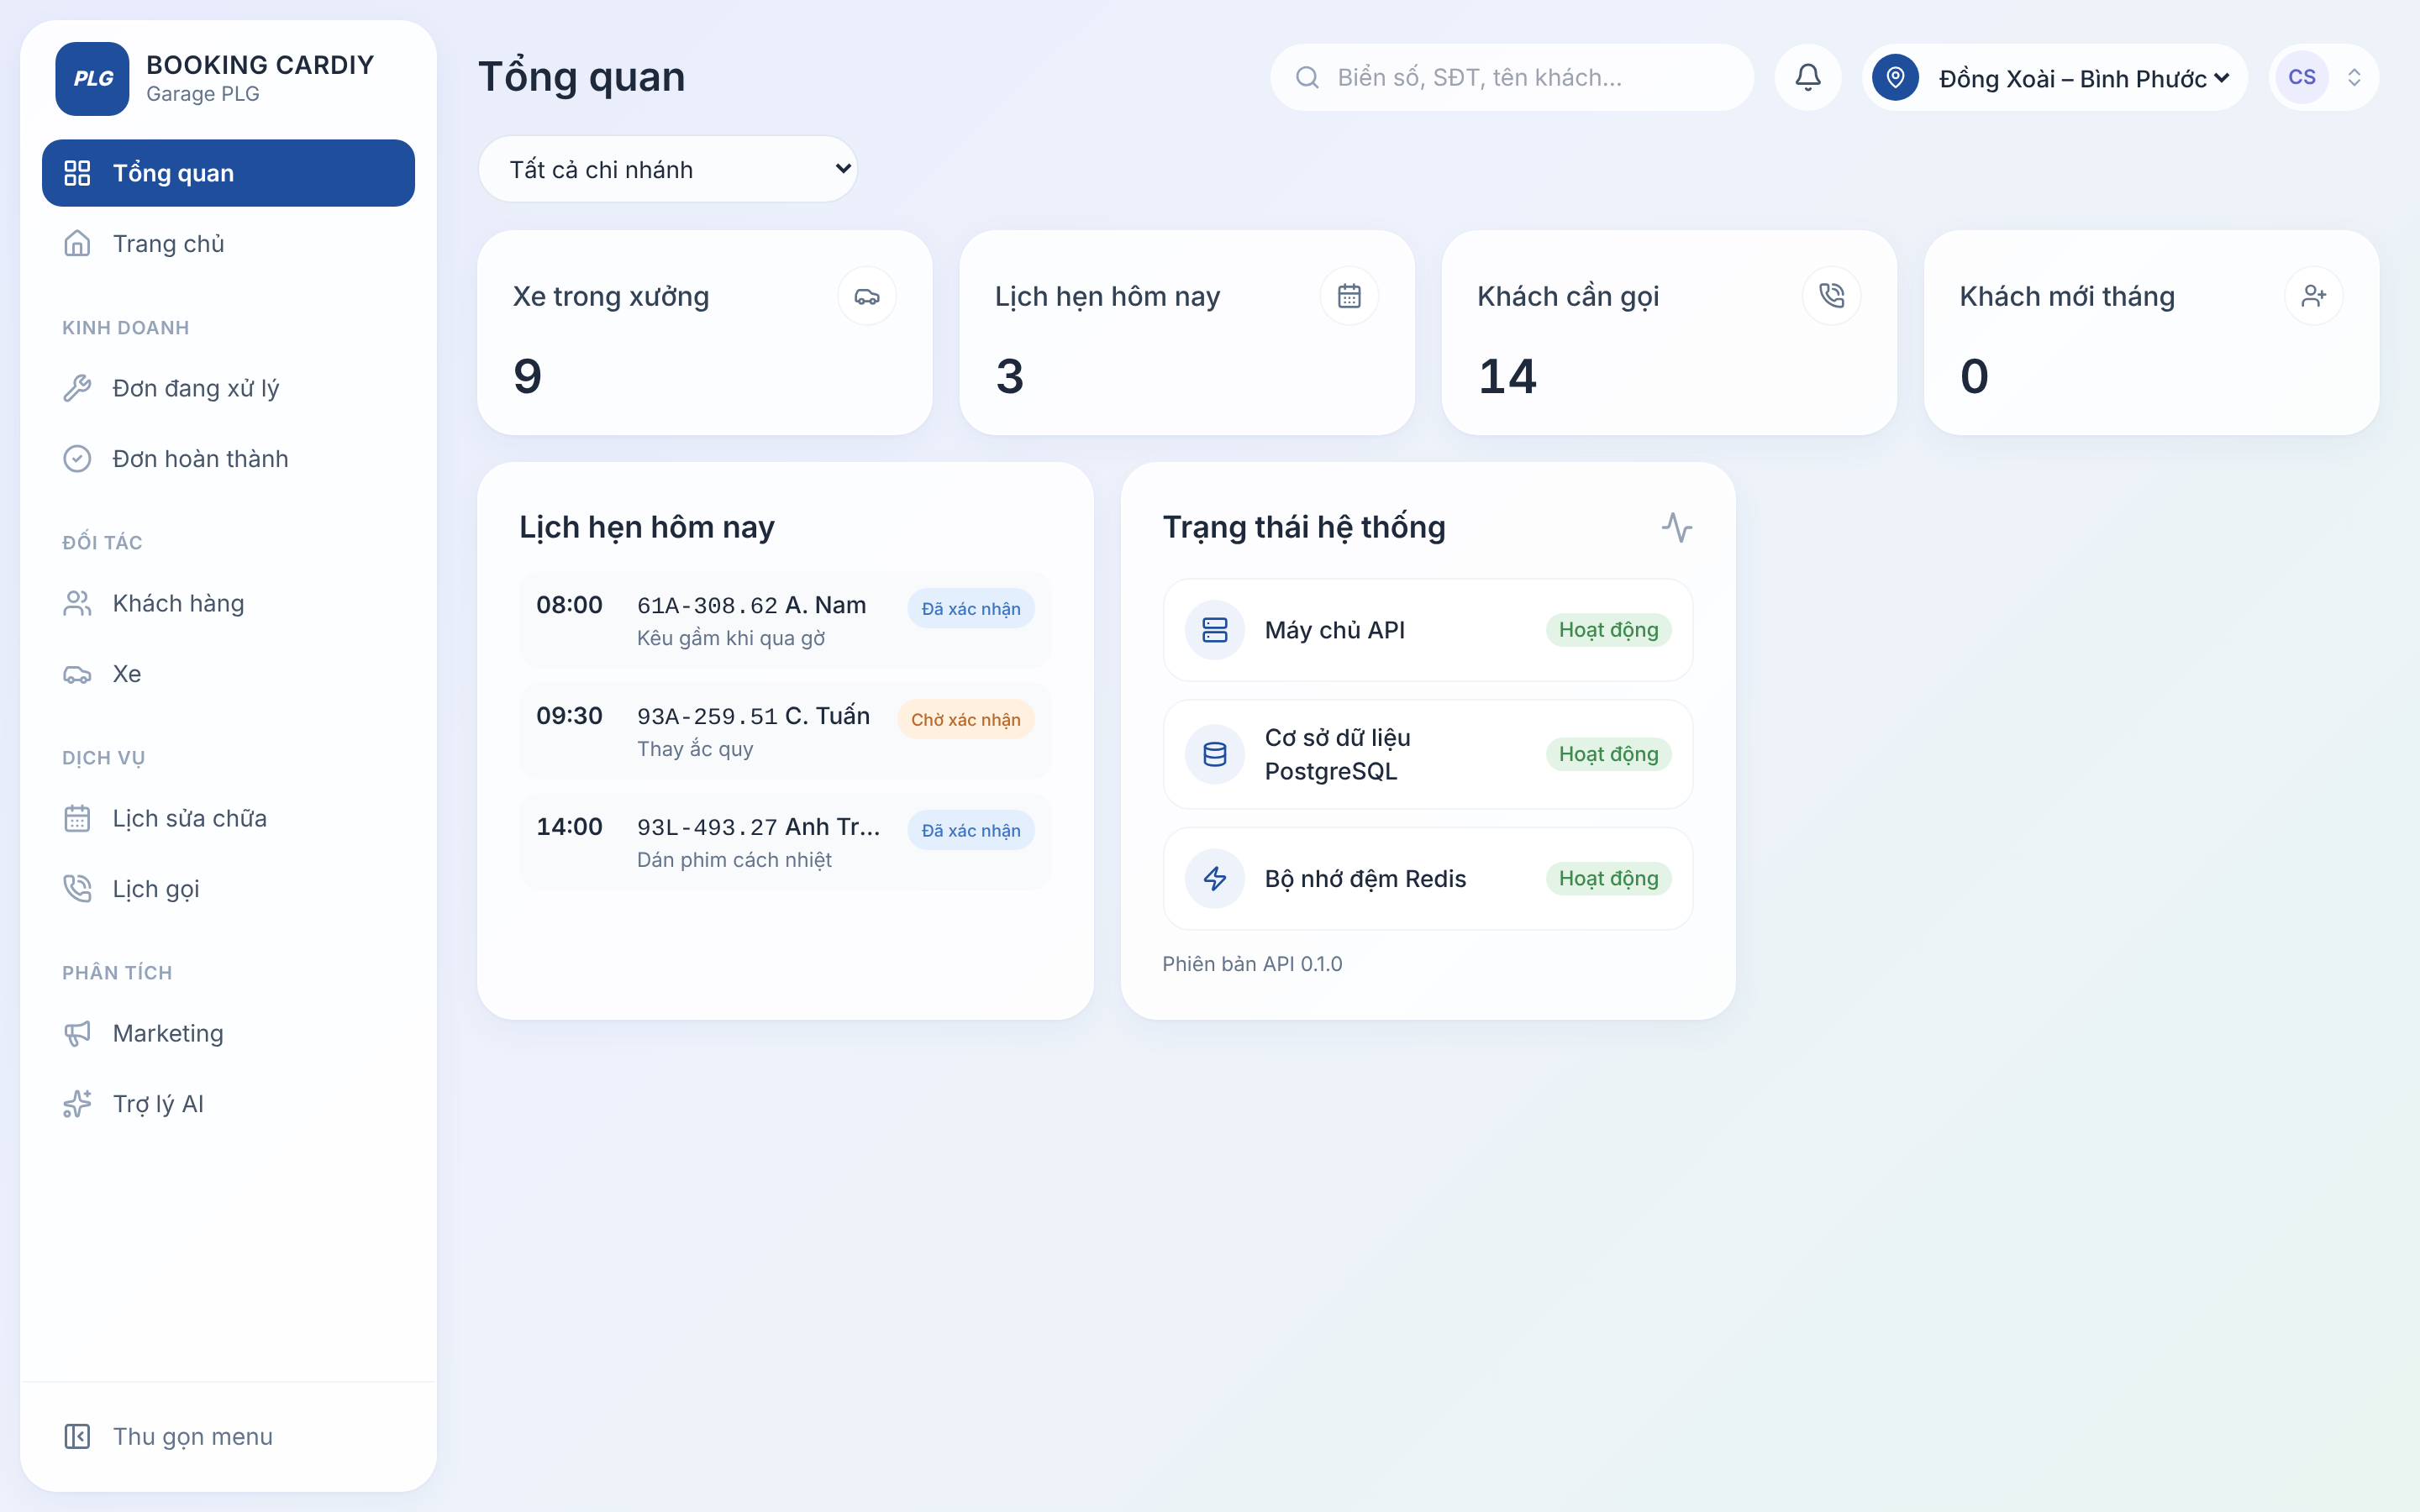 PLG
BOOKING CARDIY
Garage PLG
Tổng quan
Trang chủ
KINH DOANH
Đơn đang xử lý
Đơn hoàn thành
ĐỐI TÁC
Khách hàng
Xe
DỊCH VỤ
Lịch sửa chữa
Lịch gọi
PHÂN TÍCH
Marketing
Trợ lý AI
Thu gọn menu
Tổng quan
Biển số, SĐT, tên khách...
Đồng Xoài – Bình Phước
CS
Tất cả chi nhánh
Xe trong xưởng
9
Lịch hẹn hôm nay
3
Khách cần gọi
14
Khách mới tháng
0
Lịch hẹn hôm nay
08:00 61A-308.62 A. Nam Đã xác nhận
Kêu gầm khi qua gờ
09:30 93A-259.51 C. Tuấn Chờ xác nhận
Thay ắc quy
14:00 93L-493.27 Anh Tr... Đã xác nhận
Dán phim cách nhiệt
Trạng thái hệ thống
Máy chủ API Hoạt động
Cơ sở dữ liệu
PostgreSQL
Hoạt động
Bộ nhớ đệm Redis Hoạt động
Phiên bản API 0.1.0